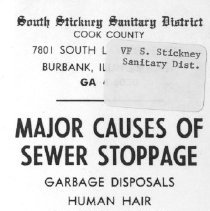 South Stickney Sanitary District
COOK COUNTY
7801 SOUTH L
BURBANK, IL
GA 4
VF S. Stickney
Sanitary Dist.
MAJOR CAUSES OF
SEWER STOPPAGE
GARBAGE DISPOSALS
HUMAN HAIR